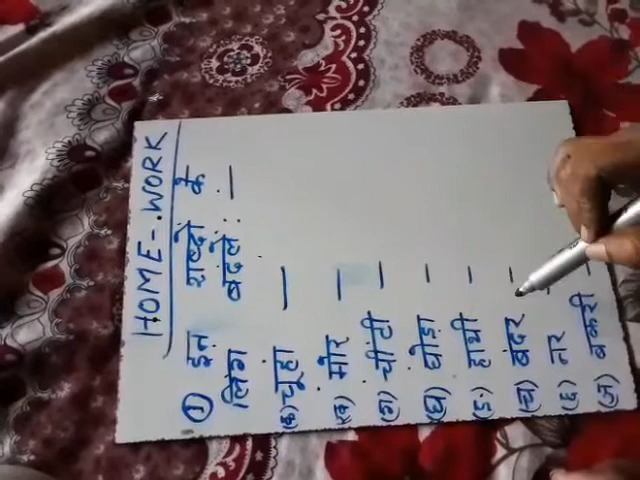 HOME-.WORK
① इन शब्दो के
लिंग बदलें : —
(क) चूहा —
(ख) मोर —
(ग) चींटी —
(घ) घोड़ा —
(ङ) हाथी —
(च) बंदर -
(छ) नर -
(ज) बकरी -